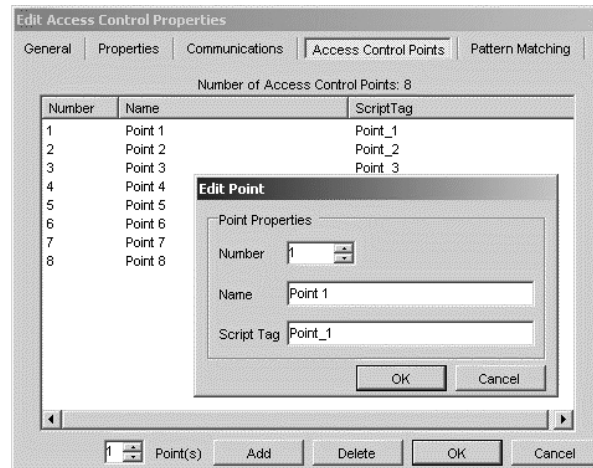 Edit Access Control Properties
General Properties Communications Access Control Points Pattern Matching
Number of Access Control Points: 8
Number Name ScriptTag
1 Point 1 Point_1
2 Point 2 Point_2
3 Point 3 Point_3
4 Point 4
5 Point 5
6 Point 6
7 Point 7
8 Point 8
Edit Point
Point Properties
Number 1
Name Point 1
Script Tag Point_1
OK Cancel
1 Point(s) Add Delete OK Cancel